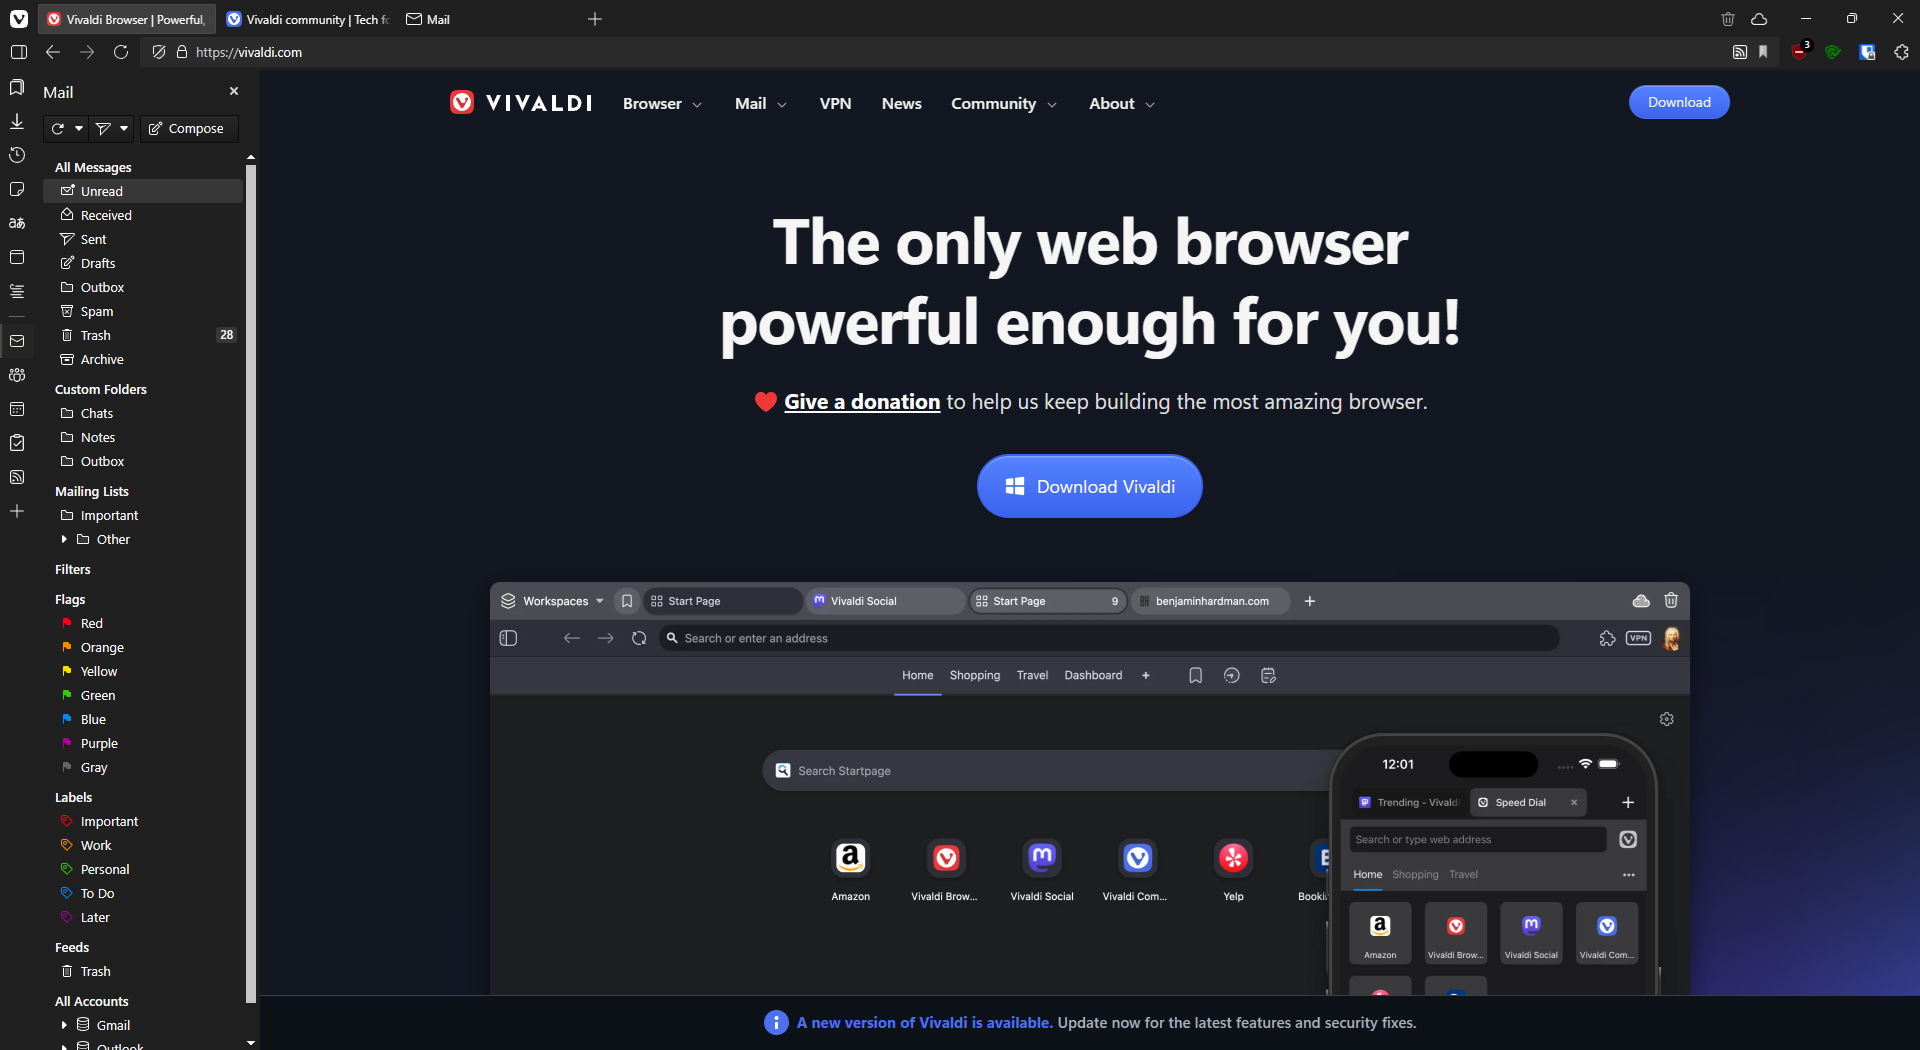 Vivaldi Browser | Powerful,
Vivaldi community | Tech fo
Mail
https://vivaldi.com
3
Mail
Compose
All Messages
Unread
Received
Sent
Drafts
Outbox
Spam
Trash 28
Archive
Custom Folders
Chats
Notes
Outbox
Mailing Lists
Important
Other
Filters
Flags
Red
Orange
Yellow
Green
Blue
Purple
Gray
Labels
Important
Work
Personal
To Do
Later
Feeds
Trash
All Accounts
Gmail
Outlook
VIVALDI
Browser
Mail
VPN
News
Community
About
Download
The only web browser
powerful enough for you!
Give a donation to help us keep building the most amazing browser.
Download Vivaldi
Workspaces
Start Page
Vivaldi Social
Start Page 9
benjaminhardman.com
Search or enter an address
VPN
Home Shopping Travel Dashboard
Search Startpage
Amazon
Vivaldi Brow...
Vivaldi Social
Vivaldi Com...
Yelp
12:01
Trending - Vivaldi
Speed Dial
Search or type web address
Home Shopping Travel
Amazon
Vivaldi Brow...
Vivaldi Social
Vivaldi Com...
A new version of Vivaldi is available. Update now for the latest features and security fixes.